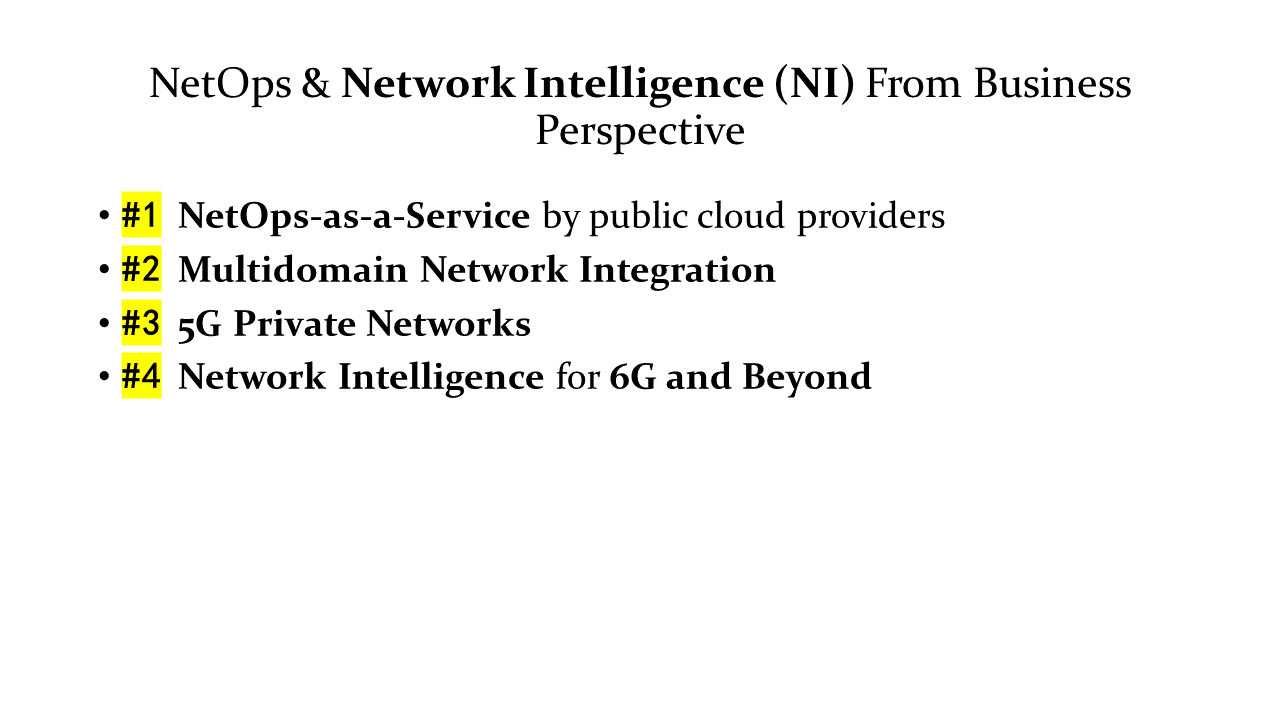 NetOps & Network Intelligence (NI) From Business
Perspective
• #1 NetOps-as-a-Service by public cloud providers
• #2 Multidomain Network Integration
• #3 5G Private Networks
• #4 Network Intelligence for 6G and Beyond